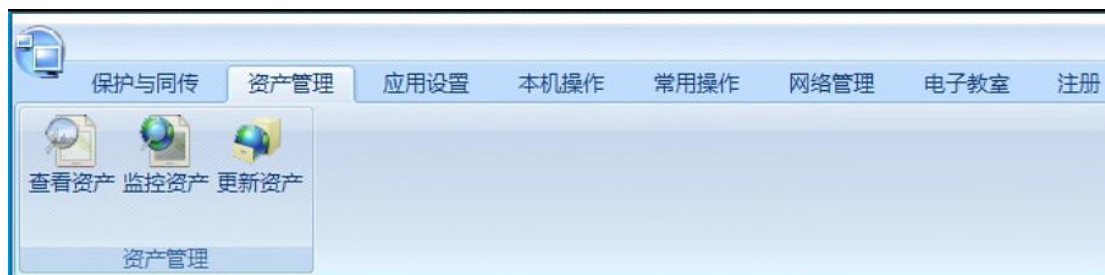 保护与同传 资产管理 应用设置 本机操作 常用操作 网络管理 电子教室 注册
查看资产 监控资产 更新资产
资产管理